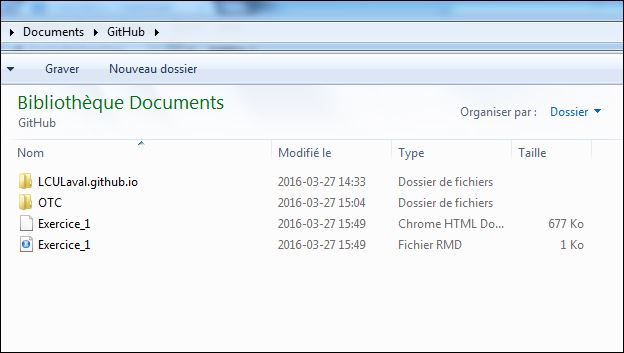 Documents GitHub
Graver Nouveau dossier
Bibliothèque Documents
GitHub
Organiser par : Dossier
Nom Modifié le Type Taille
LCULaval.github.io 2016-03-27 14:33 Dossier de fichiers
OTC 2016-03-27 15:04 Dossier de fichiers
Exercice_1 2016-03-27 15:49 Chrome HTML Do... 677 Ko
Exercice_1 2016-03-27 15:49 Fichier RMD 1 Ko